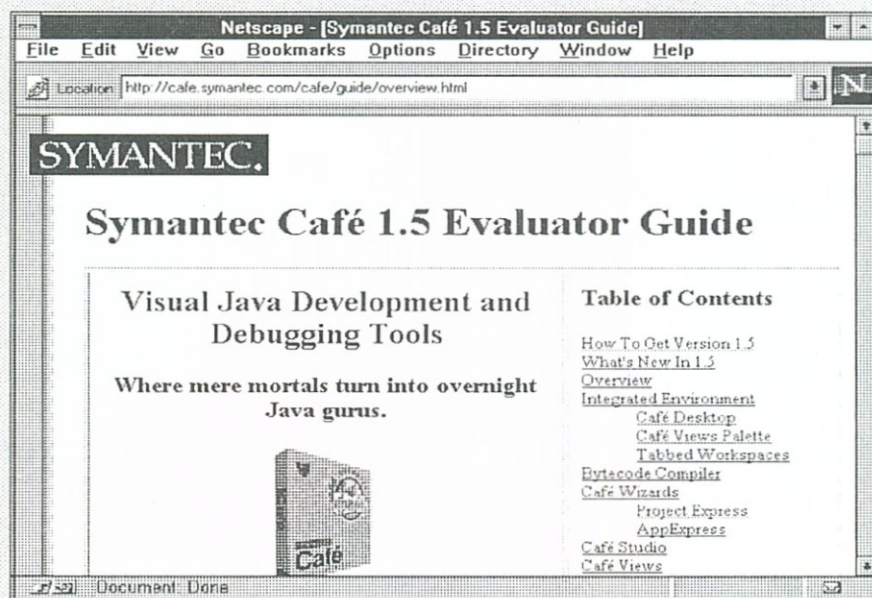 Netscape - [Symantec Café 1.5 Evaluator Guide]
File Edit View Go Bookmarks Options Directory Window Help
Location http://cafe.symantec.com/cafe/guide/overview.html
N
SYMANTEC.
Symantec Café 1.5 Evaluator Guide
Visual Java Development and
Debugging Tools
Where mere mortals turn into overnight
Java gurus.
Café
Table of Contents
How To Get Version 1.5
What's New In 1.5
Overview
Integrated Environment
Café Desktop
Café Views Palette
Tabbed Workspaces
Bytecode Compiler
Café Wizards
Project Express
AppExpress
Café Studio
Café Views
Document: Done